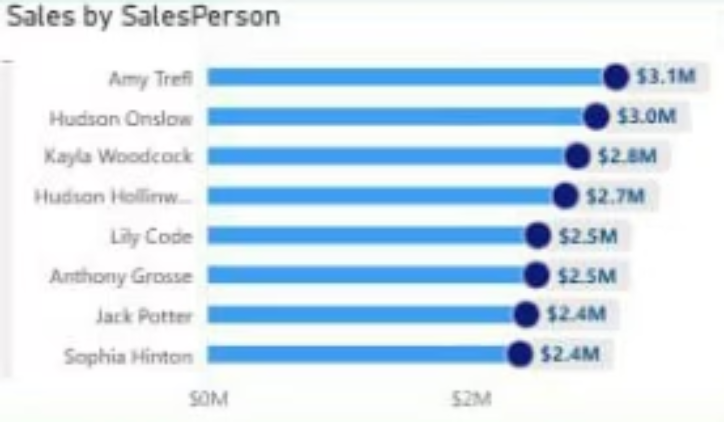 Sales by SalesPerson
Amy Trefl $3.1M
Hudson Onslow $3.0M
Kayla Woodcock $2.8M
Hudson Hollinw... $2.7M
Lily Code $2.5M
Anthony Grosse $2.5M
Jack Potter $2.4M
Sophia Hinton $2.4M
$0M $2M